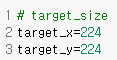 1 # target_size
2 target_x=224
3 target_y=224